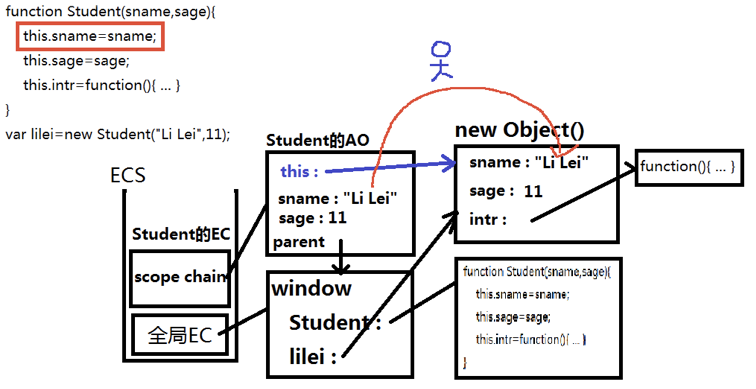 function Student(sname,sage){
this.sname=sname;
this.sage=sage;
this.intr=function(){ ... }
}
var lilei=new Student("Li Lei",11);
ECS
Student的EC
scope chain
全局EC
Student的AO
this :
sname : "Li Lei"
sage : 11
parent
window
Student :
lilei :
new Object()
sname : "Li Lei"
sage : 11
intr :
function(){ ... }
function Student(sname,sage){
this.sname=sname;
this.sage=sage;
this.intr=function(){ ... }
}